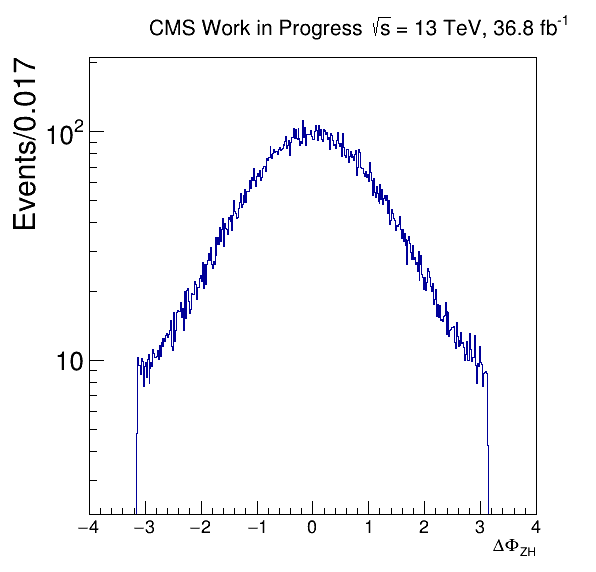 CMS Work in Progress √s = 13 TeV, 36.8 fb⁻¹
Events/0.017
10²
10
−4 −3 −2 −1 0 1 2 3 4
ΔΦ_ZH